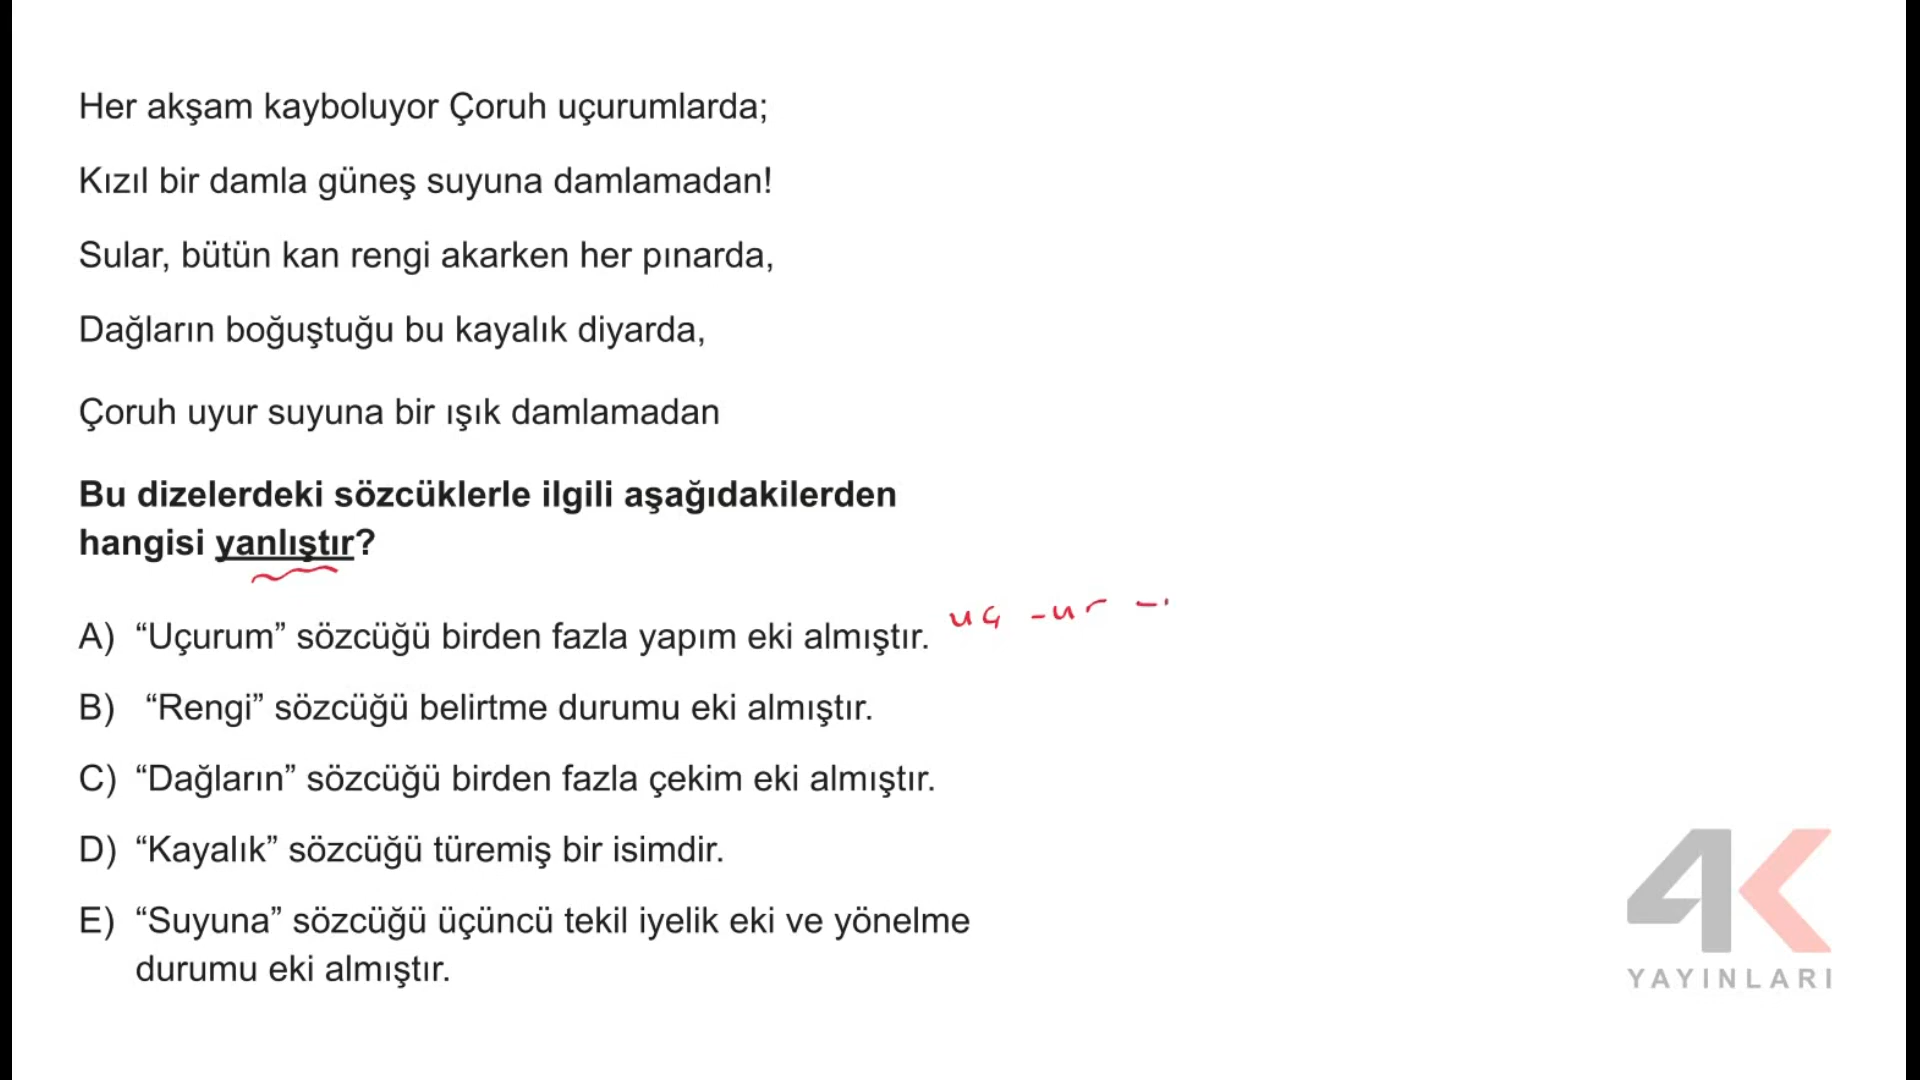 Her akşam kayboluyor Çoruh uçurumlarda;
Kızıl bir damla güneş suyuna damlamadan!
Sular, bütün kan rengi akarken her pınarda,
Dağların boğuştuğu bu kayalık diyarda,
Çoruh uyur suyuna bir ışık damlamadan
Bu dizelerdeki sözcüklerle ilgili aşağıdakilerden
hangisi yanlıştır?
A) “Uçurum” sözcüğü birden fazla yapım eki almıştır. uç -ur -
B) “Rengi” sözcüğü belirtme durumu eki almıştır.
C) “Dağların” sözcüğü birden fazla çekim eki almıştır.
D) “Kayalık” sözcüğü türemiş bir isimdir.
E) “Suyuna” sözcüğü üçüncü tekil iyelik eki ve yönelme
durumu eki almıştır.
4K
YAYINLARI